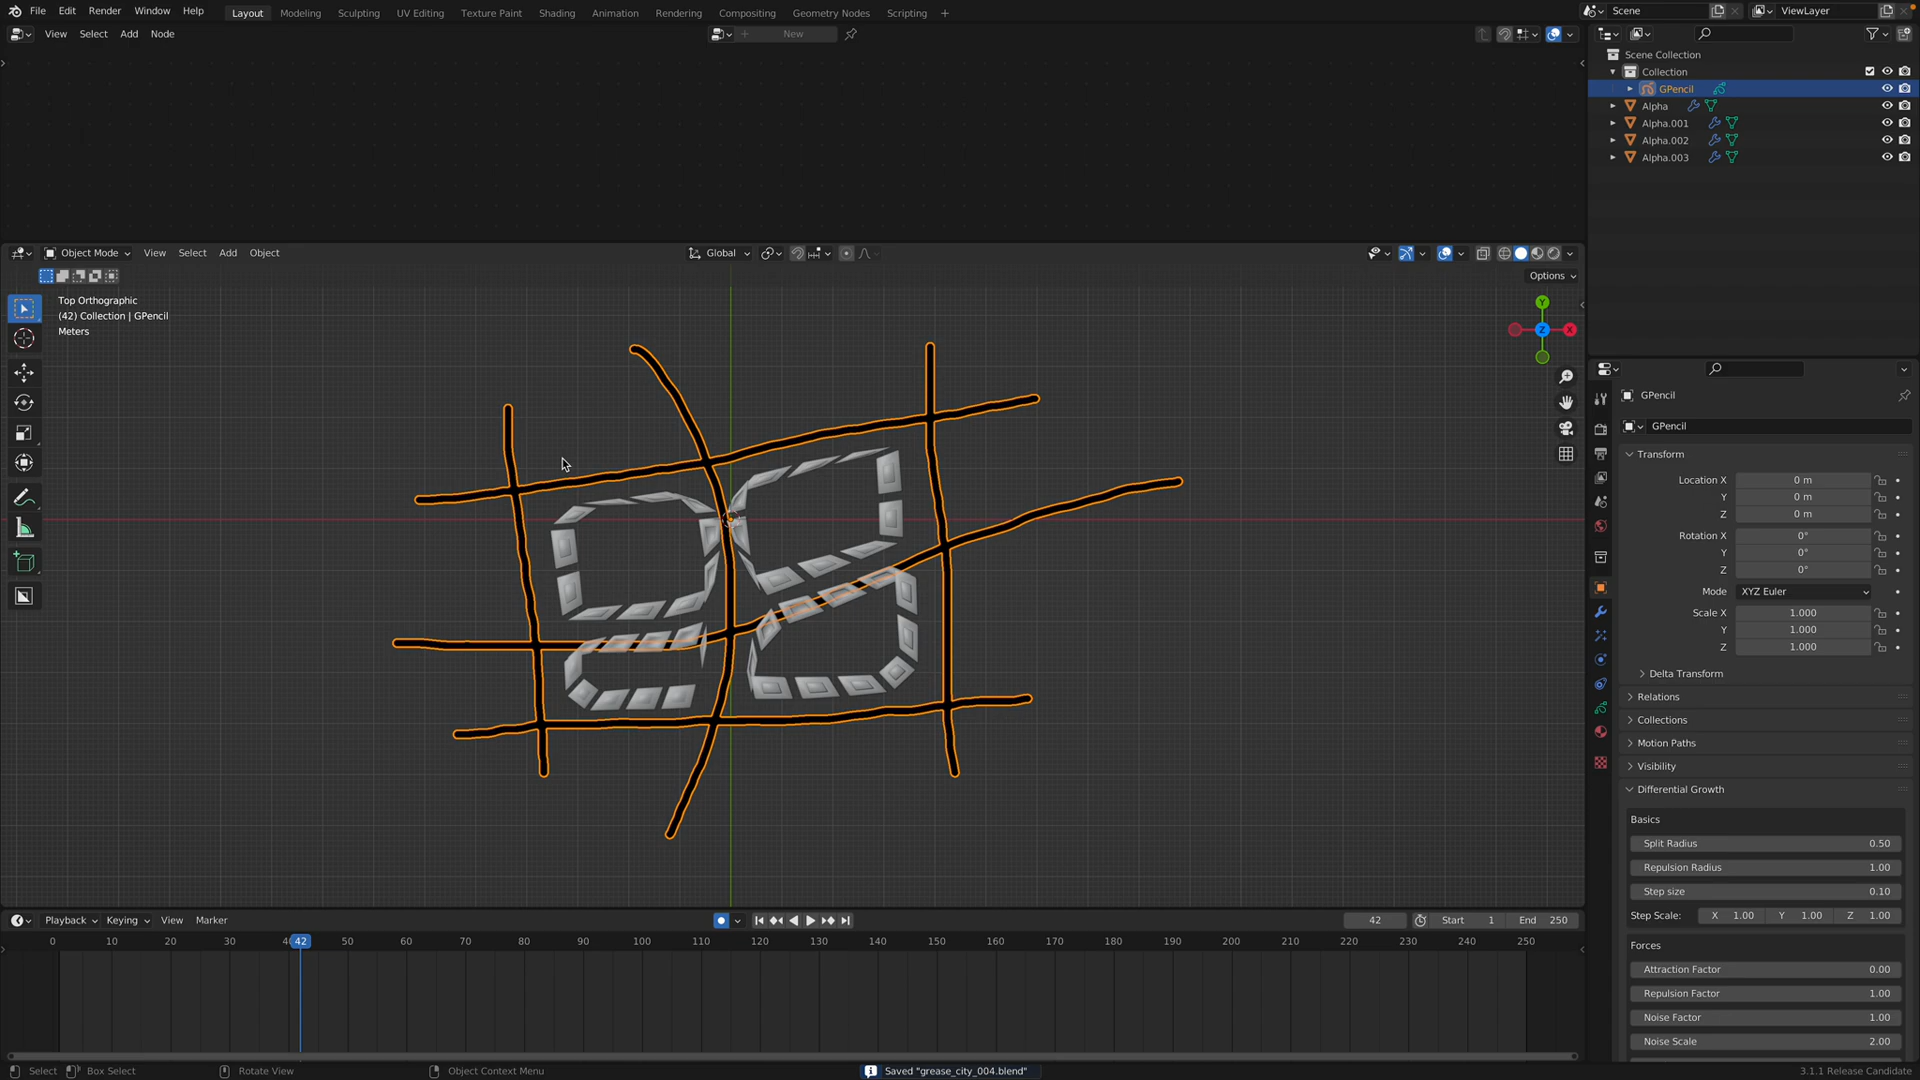 File Edit Render Window Help Layout Modeling Sculpting UV Editing Texture Paint Shading Animation Rendering Compositing Geometry Nodes Scripting + Scene ViewLayer
View Select Add Node + New
Scene Collection
Collection
GPencil
Alpha
Alpha.001
Alpha.002
Alpha.003
Object Mode View Select Add Object Global
Options
Top Orthographic
(42) Collection | GPencil
Meters
Y
Z X
GPencil
GPencil
Transform
Location X 0 m
Y 0 m
Z 0 m
Rotation X 0°
Y 0°
Z 0°
Mode XYZ Euler
Scale X 1.000
Y 1.000
Z 1.000
Delta Transform
Relations
Collections
Motion Paths
Visibility
Differential Growth
Basics
Split Radius 0.50
Repulsion Radius 1.00
Step size 0.10
Step Scale: X 1.00 Y 1.00 Z 1.00
Forces
Attraction Factor 0.00
Repulsion Factor 1.00
Noise Factor 1.00
Noise Scale 2.00
Playback Keying View Marker 42 Start 1 End 250
0 10 20 30 42 50 60 70 80 90 100 110 120 130 140 150 160 170 180 190 200 210 220 230 240 250
Select Box Select Rotate View Object Context Menu Saved "grease_city_004.blend" 3.1.1 Release Candidate